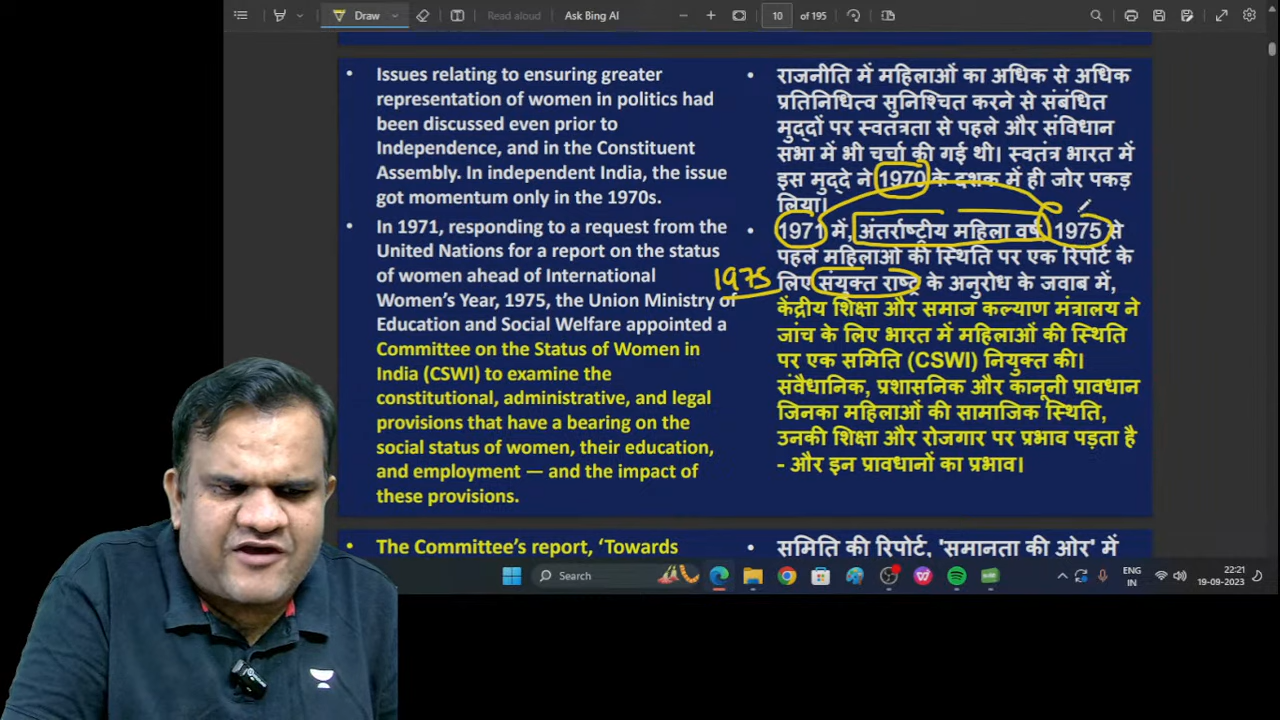 Draw
Read aloud
Ask Bing AI
10 of 195
• Issues relating to ensuring greater
representation of women in politics had
been discussed even prior to
Independence, and in the Constituent
Assembly. In independent India, the issue
got momentum only in the 1970s.
• In 1971, responding to a request from the
United Nations for a report on the status
of women ahead of International
Women's Year, 1975, the Union Ministry of
Education and Social Welfare appointed a
Committee on the Status of Women in
India (CSWI) to examine the
constitutional, administrative, and legal
provisions that have a bearing on the
social status of women, their education,
and employment — and the impact of
these provisions.
• The Committee's report, 'Towards
• राजनीति में महिलाओं का अधिक से अधिक
प्रतिनिधित्व सुनिश्चित करने से संबंधित
मुद्दों पर स्वतंत्रता से पहले और संविधान
सभा में भी चर्चा की गई थी। स्वतंत्र भारत में
इस मुद्दे ने 1970 के दशक में ही जोर पकड़
लिया।
• 1971 में, अंतर्राष्ट्रीय महिला वर्ष 1975 से
पहले महिलाओं की स्थिति पर एक रिपोर्ट के
लिए संयुक्त राष्ट्र के अनुरोध के जवाब में,
केंद्रीय शिक्षा और समाज कल्याण मंत्रालय ने
जांच के लिए भारत में महिलाओं की स्थिति
पर एक समिति (CSWI) नियुक्त की।
संवैधानिक, प्रशासनिक और कानूनी प्रावधान
जिनका महिलाओं की सामाजिक स्थिति,
उनकी शिक्षा और रोजगार पर प्रभाव पड़ता है
- और इन प्रावधानों का प्रभाव।
• समिति की रिपोर्ट, 'समानता की ओर' में
1975
Search
ENG
IN
22:21
19-09-2023